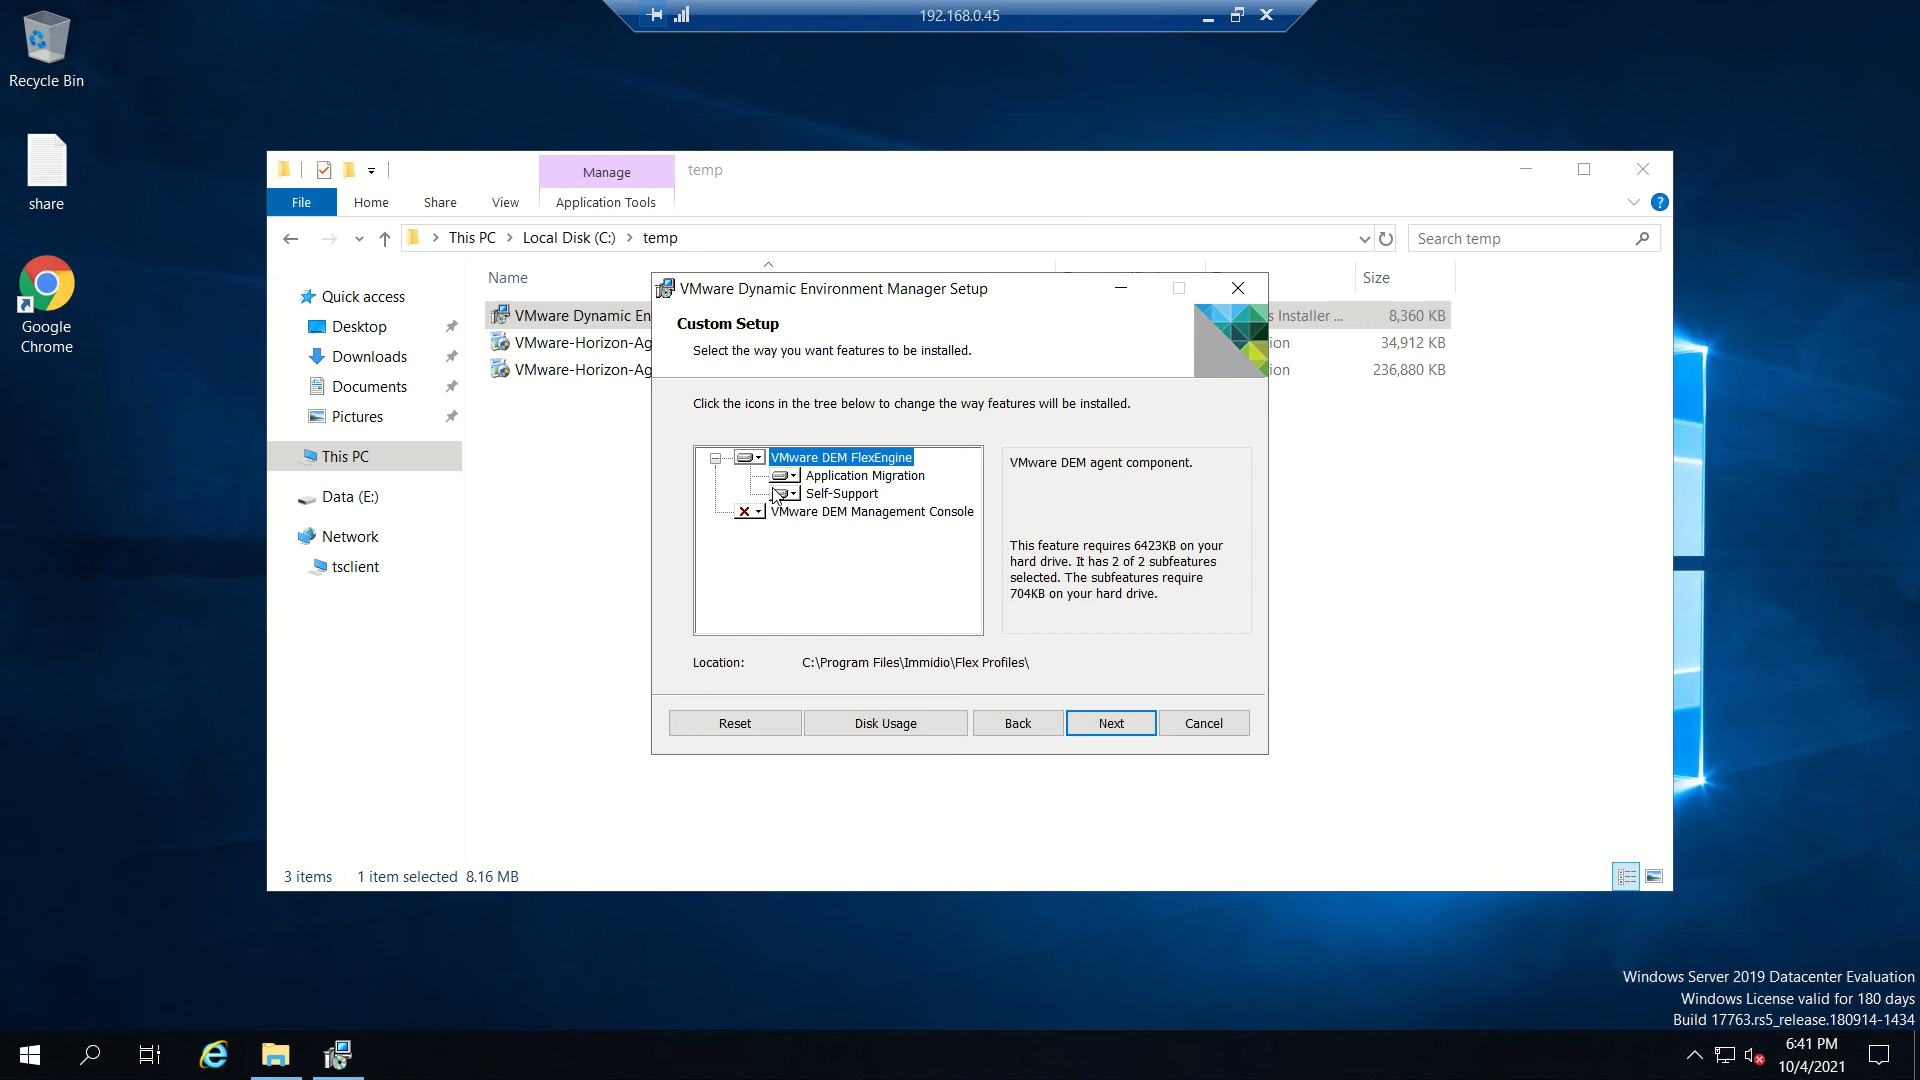 192.168.0.45
Recycle Bin
share
Google
Chrome
Manage
temp
File
Home
Share
View
Application Tools
?
This PC
Local Disk (C:)
temp
Search temp
Name
Size
Quick access
Desktop
Downloads
Documents
Pictures
This PC
Data (E:)
Network
tsclient
VMware Dynamic En
s Installer ...
8,360 KB
VMware-Horizon-Ag
ion
34,912 KB
VMware-Horizon-Ag
ion
236,880 KB
VMware Dynamic Environment Manager Setup
Custom Setup
Select the way you want features to be installed.
Click the icons in the tree below to change the way features will be installed.
VMware DEM FlexEngine
Application Migration
Self-Support
VMware DEM Management Console
VMware DEM agent component.
This feature requires 6423KB on your
hard drive. It has 2 of 2 subfeatures
selected. The subfeatures require
704KB on your hard drive.
Location:
C:\Program Files\Immidio\Flex Profiles\
Reset
Disk Usage
Back
Next
Cancel
3 items
1 item selected 8.16 MB
Windows Server 2019 Datacenter Evaluation
Windows License valid for 180 days
Build 17763.rs5_release.180914-1434
6:41 PM
10/4/2021